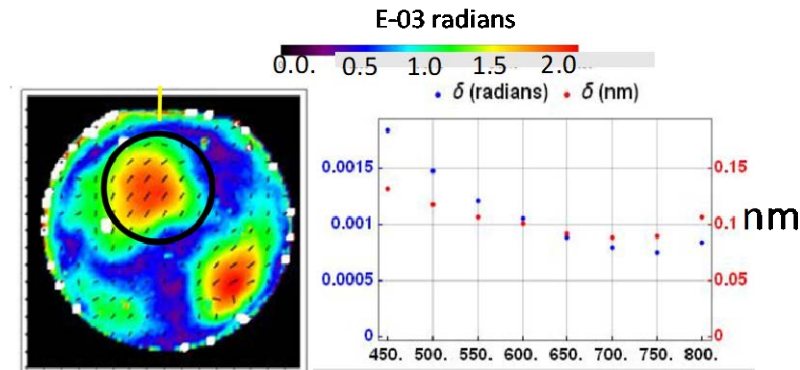 E-03 radians
0.0. 0.5 1.0 1.5 2.0
δ (radians) δ (nm)
0.0015 0.15
0.001 0.1 nm
0.0005 0.05
0 0
450. 500. 550. 600. 650. 700. 750. 800.